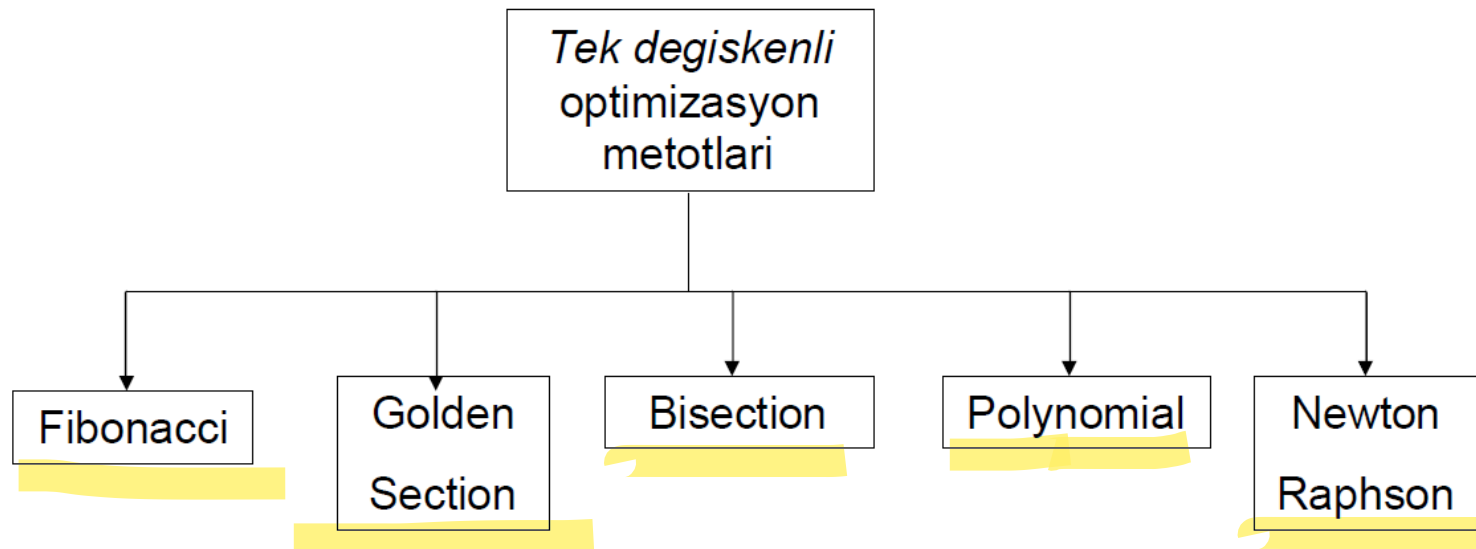 Tek degiskenli
optimizasyon
metotlari
Fibonacci
Golden
Section
Bisection
Polynomial
Newton
Raphson